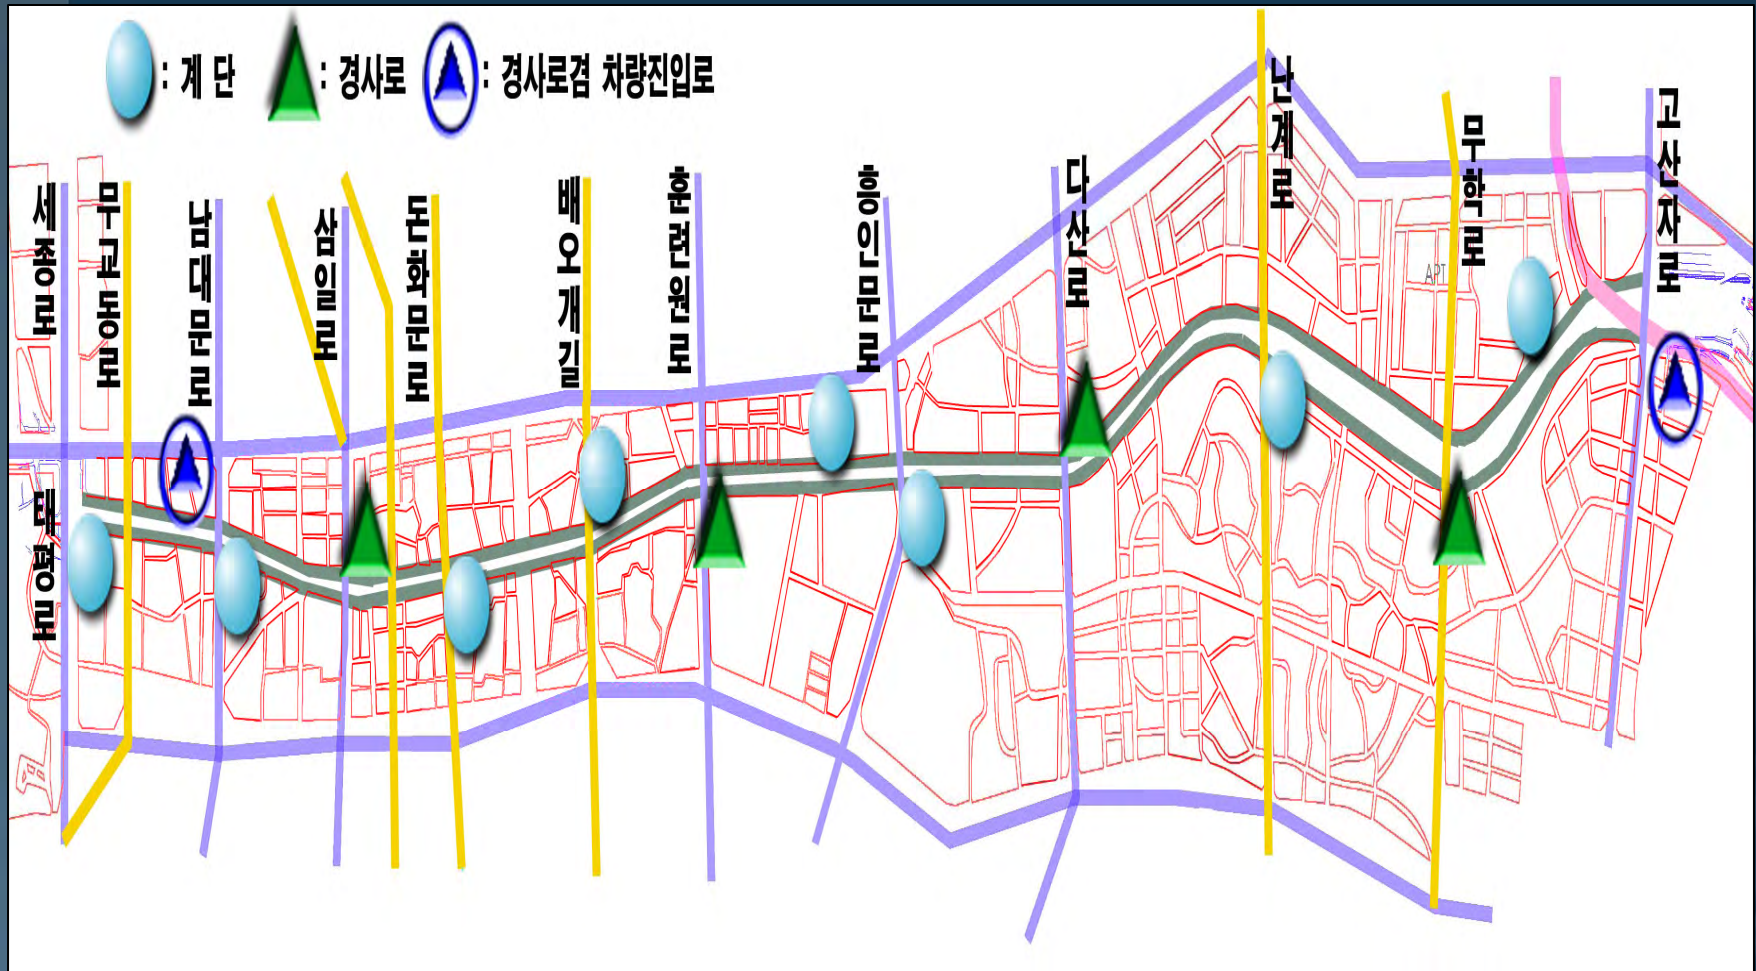 : 계 단
: 경사로
: 경사로겸 차량진입로
세종로
무교동로
남대문로
삼일로
돈화문로
배오개길
훈련원로
흥인문로
다산로
난계로
무학로
고산자로
태평로
APT